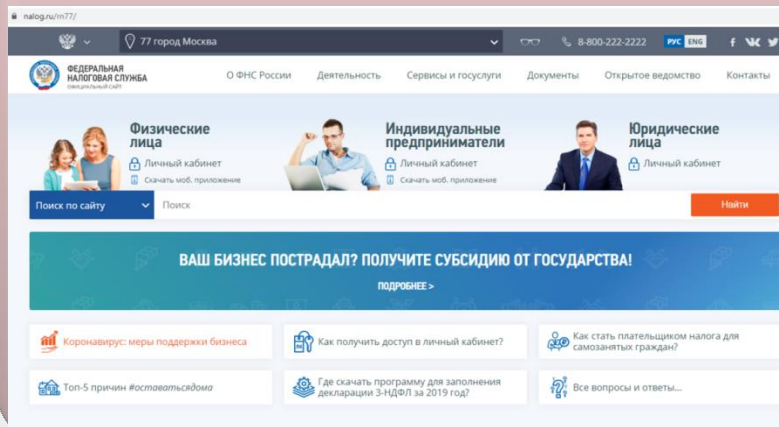 nalog.ru/rn77/
77 город Москва
8-800-222-2222
РУС ENG
ФЕДЕРАЛЬНАЯ
НАЛОГОВАЯ СЛУЖБА
ОФИЦИАЛЬНЫЙ САЙТ
О ФНС России
Деятельность
Сервисы и госуслуги
Документы
Открытое ведомство
Контакты
Физические
лица
Личный кабинет
Скачать моб. приложение
Индивидуальные
предприниматели
Личный кабинет
Скачать моб. приложение
Юридические
лица
Личный кабинет
Поиск по сайту
Поиск
Найти
ВАШ БИЗНЕС ПОСТРАДАЛ? ПОЛУЧИТЕ СУБСИДИЮ ОТ ГОСУДАРСТВА!
ПОДРОБНЕЕ >
Коронавирус: меры поддержки бизнеса
Как получить доступ в личный кабинет?
Как стать плательщиком налога для
самозанятых граждан?
Топ-5 причин #оставатьсядома
Где скачать программу для заполнения
декларации 3-НДФЛ за 2019 год?
Все вопросы и ответы...